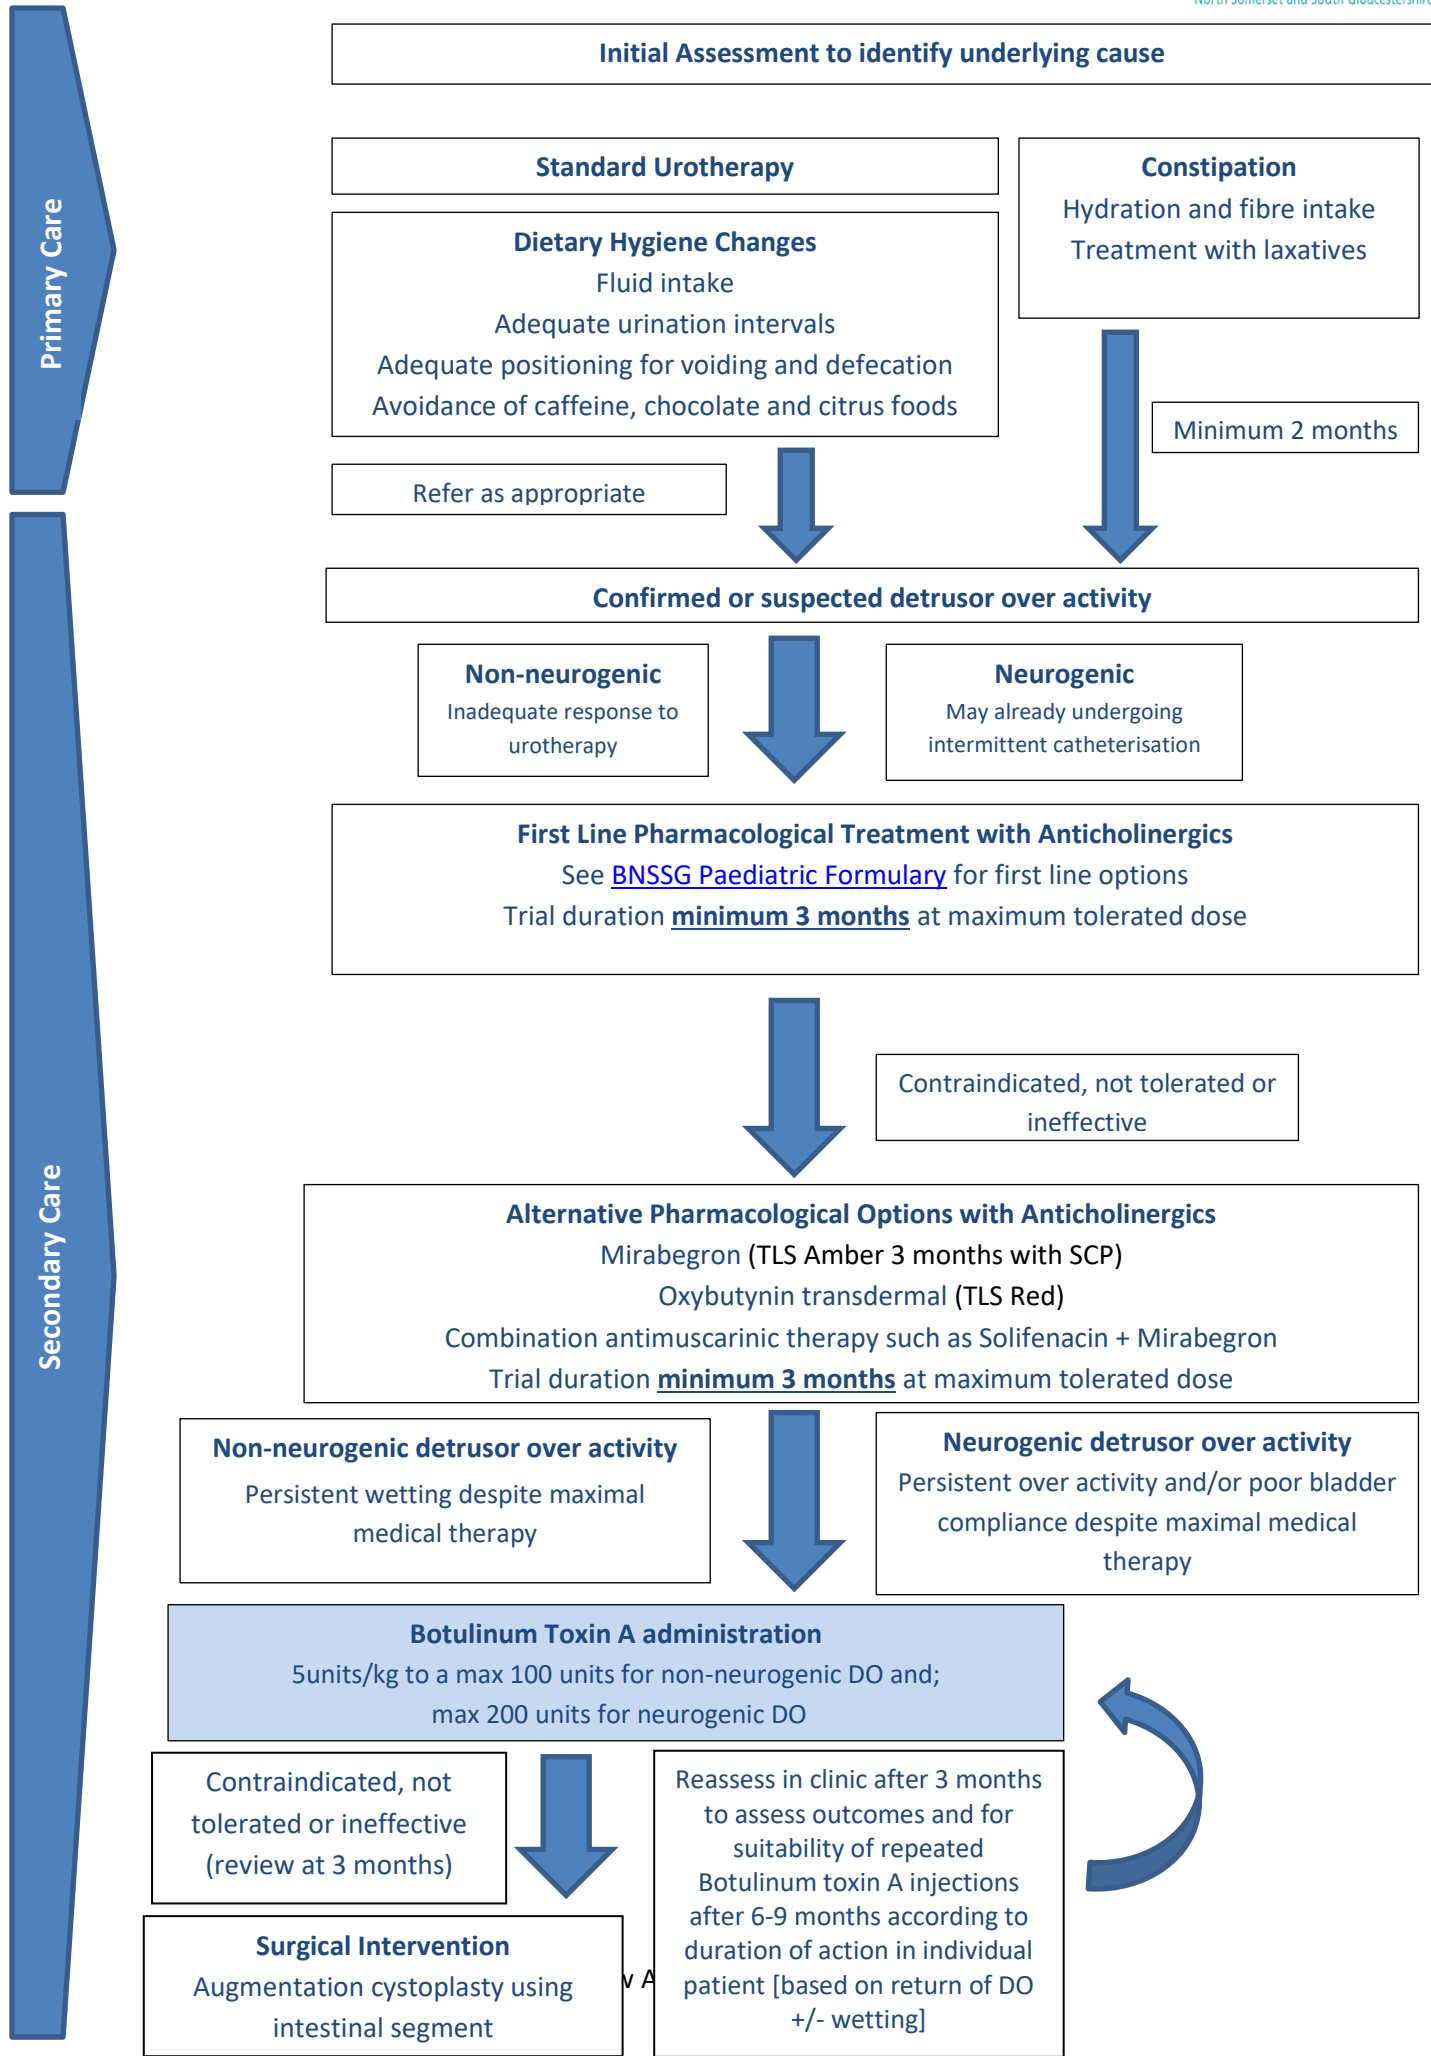 North Somerset and South Gloucestershire
Initial Assessment to identify underlying cause
Primary Care
Standard Urotherapy
Dietary Hygiene Changes
Fluid intake
Adequate urination intervals
Adequate positioning for voiding and defecation
Avoidance of caffeine, chocolate and citrus foods
Constipation
Hydration and fibre intake
Treatment with laxatives
Minimum 2 months
Refer as appropriate
Secondary Care
Confirmed or suspected detrusor over activity
Non-neurogenic
Inadequate response to
urotherapy
Neurogenic
May already undergoing
intermittent catheterisation
First Line Pharmacological Treatment with Anticholinergics
See BNSSG Paediatric Formulary for first line options
Trial duration minimum 3 months at maximum tolerated dose
Contraindicated, not tolerated or
ineffective
Alternative Pharmacological Options with Anticholinergics
Mirabegron (TLS Amber 3 months with SCP)
Oxybutynin transdermal (TLS Red)
Combination antimuscarinic therapy such as Solifenacin + Mirabegron
Trial duration minimum 3 months at maximum tolerated dose
Non-neurogenic detrusor over activity
Persistent wetting despite maximal
medical therapy
Neurogenic detrusor over activity
Persistent over activity and/or poor bladder
compliance despite maximal medical
therapy
Botulinum Toxin A administration
5units/kg to a max 100 units for non-neurogenic DO and;
max 200 units for neurogenic DO
Contraindicated, not
tolerated or ineffective
(review at 3 months)
Reassess in clinic after 3 months
to assess outcomes and for
suitability of repeated
Botulinum toxin A injections
after 6-9 months according to
duration of action in individual
patient [based on return of DO
+/- wetting]
Surgical Intervention
Augmentation cystoplasty using
intestinal segment